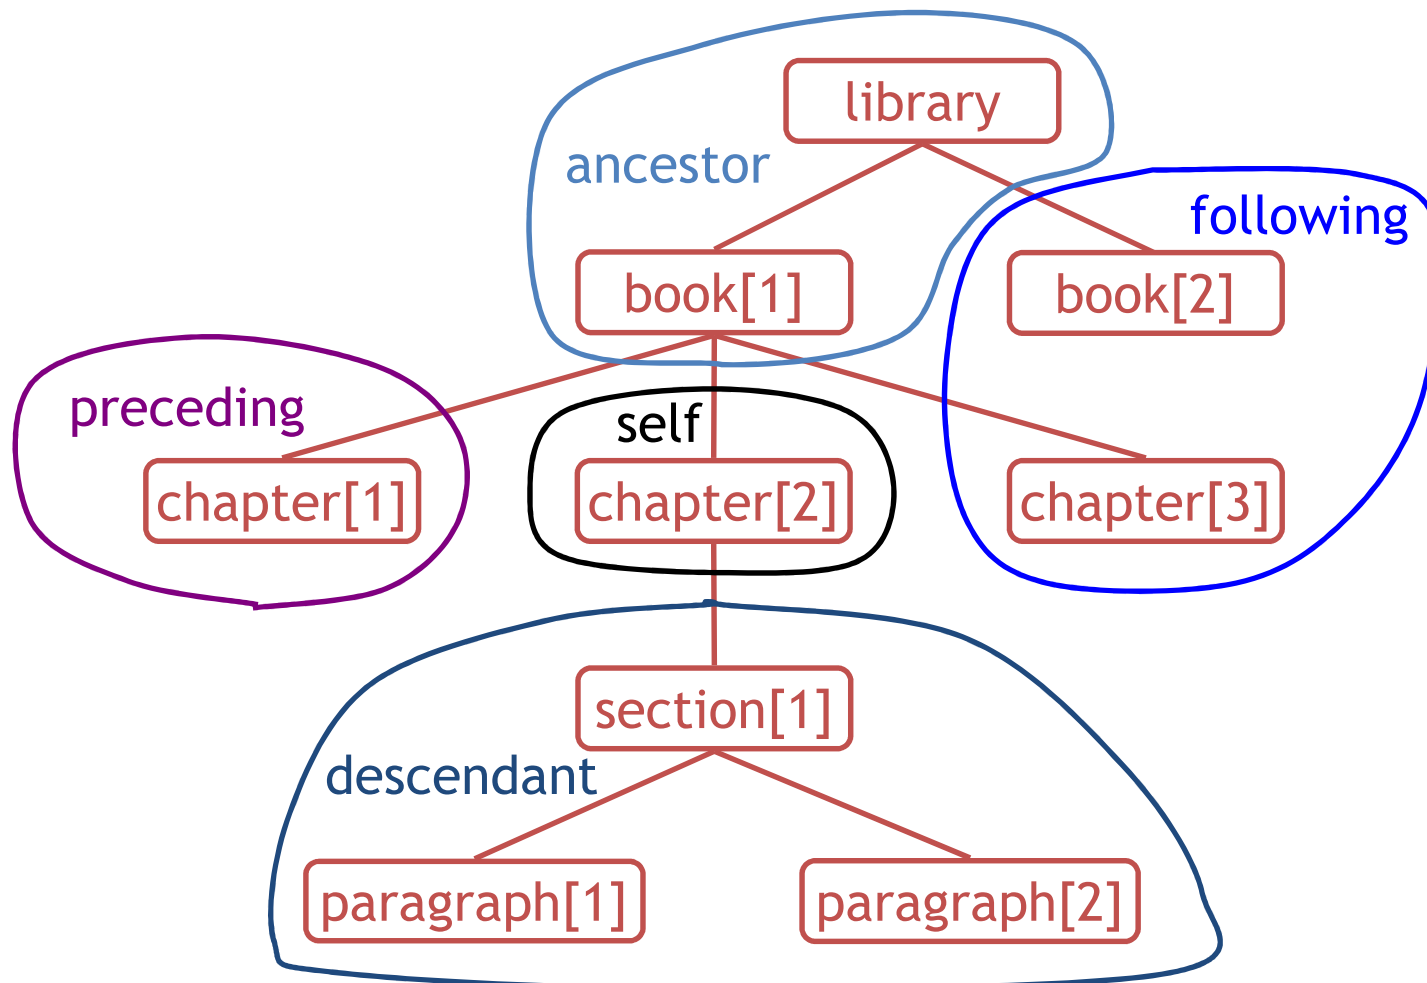 library
ancestor
following
book[1]
book[2]
preceding
self
chapter[1]
chapter[2]
chapter[3]
section[1]
descendant
paragraph[1]
paragraph[2]